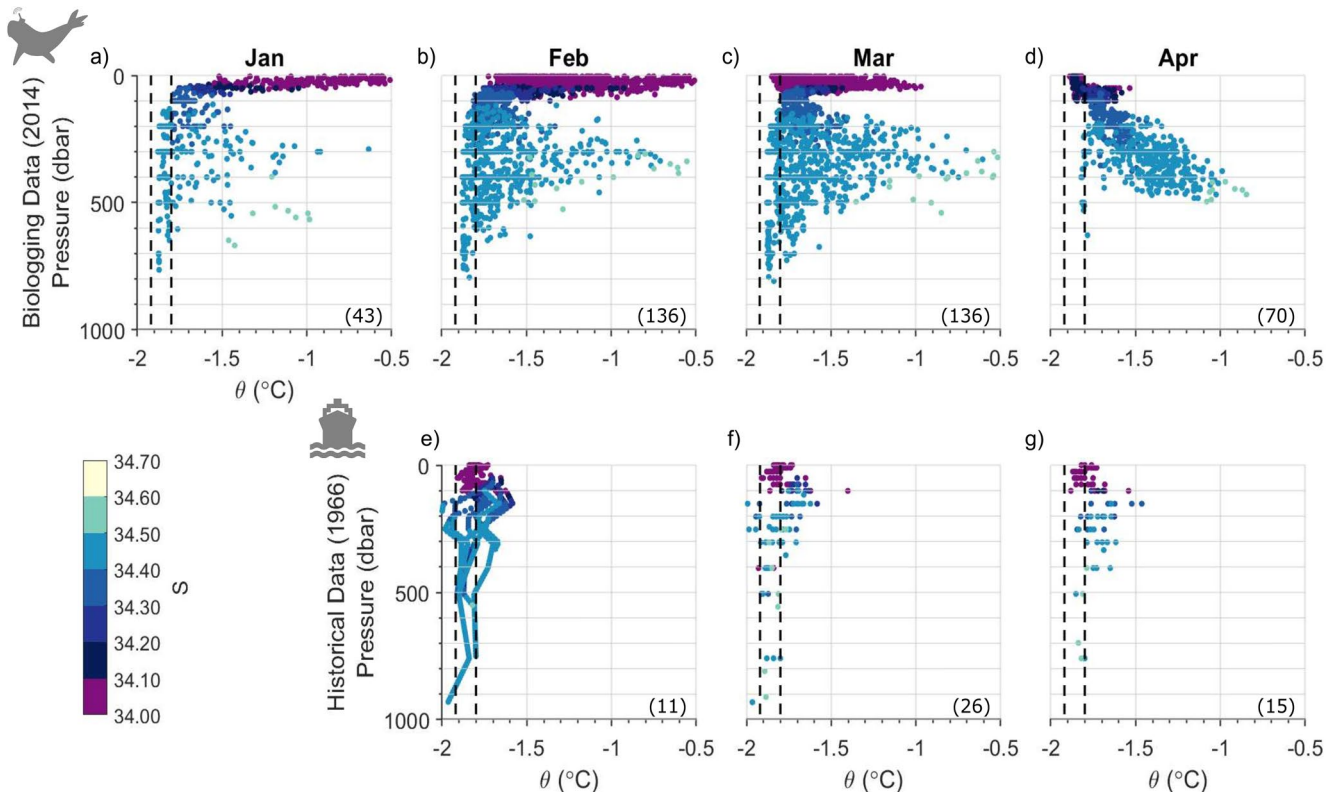 a) Jan
b) Feb
c) Mar
d) Apr
Biologging Data (2014)
Pressure (dbar)
0
500
1000
(43)
(136)
(136)
(70)
-2 -1.5 -1 -0.5
-2 -1.5 -1 -0.5
-2 -1.5 -1 -0.5
-2 -1.5 -1 -0.5
θ (°C)
34.70
34.60
34.50
34.40
34.30
34.20
34.10
34.00
S
e)
f)
g)
Historical Data (1966)
Pressure (dbar)
0
500
1000
(11)
(26)
(15)
-2 -1.5 -1 -0.5
-2 -1.5 -1 -0.5
-2 -1.5 -1 -0.5
θ (°C)
θ (°C)
θ (°C)